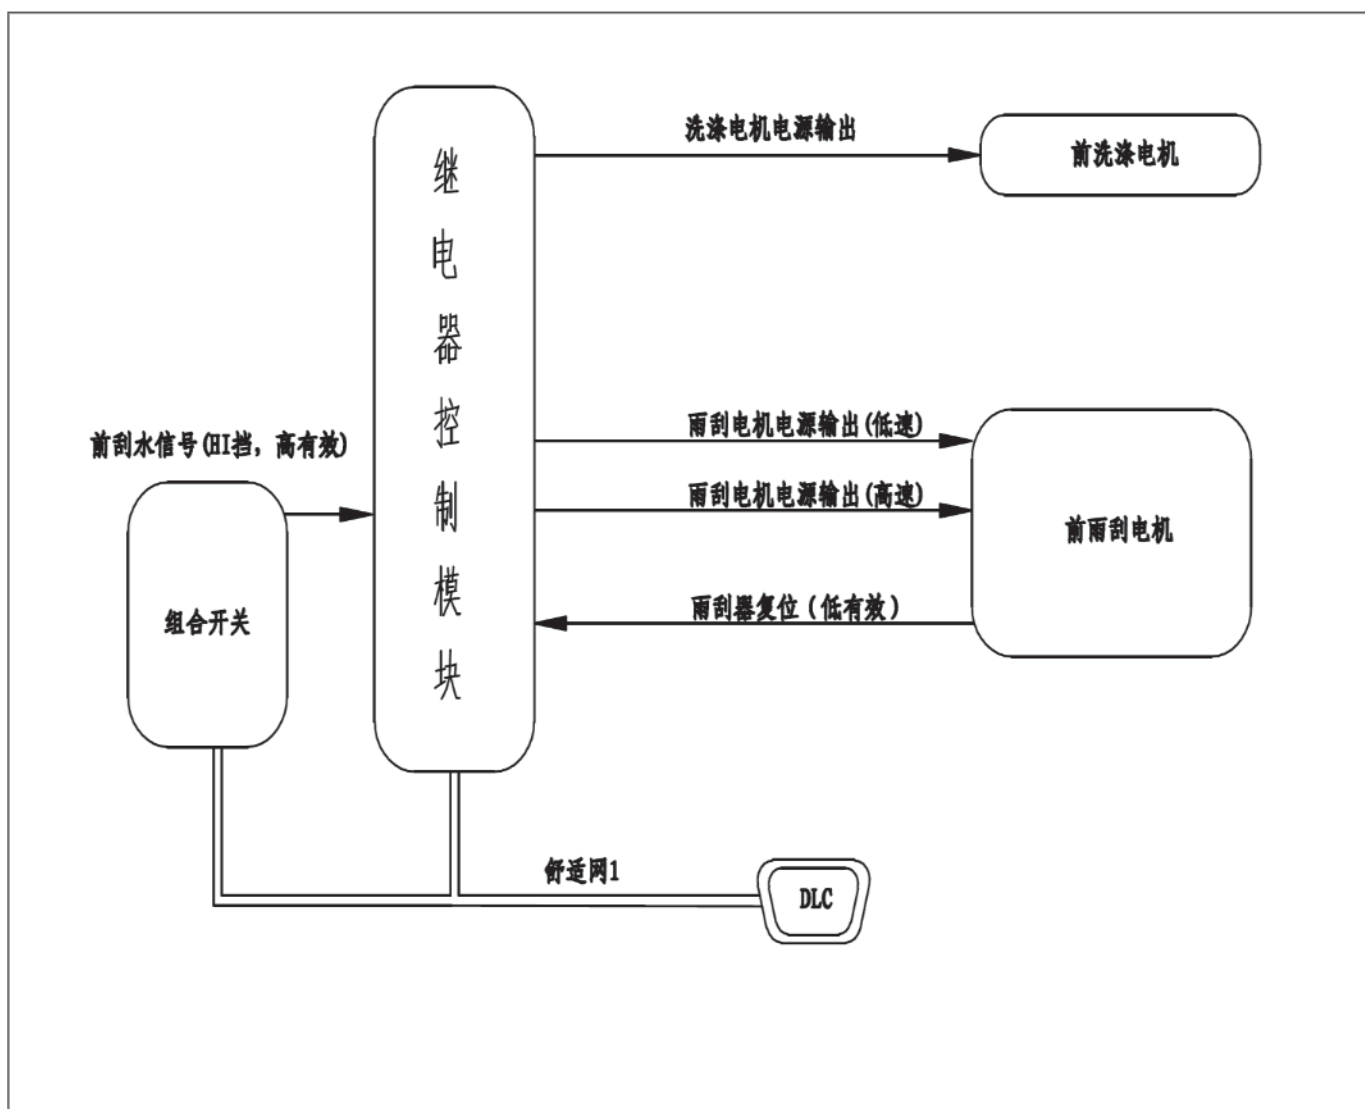 洗涤电机电源输出
前洗涤电机
继电器控制模块
雨刮电机电源输出(低速)
前刮水信号(HI挡，高有效)
雨刮电机电源输出(高速)
前雨刮电机
雨刮器复位(低有效)
组合开关
舒适网1
DLC